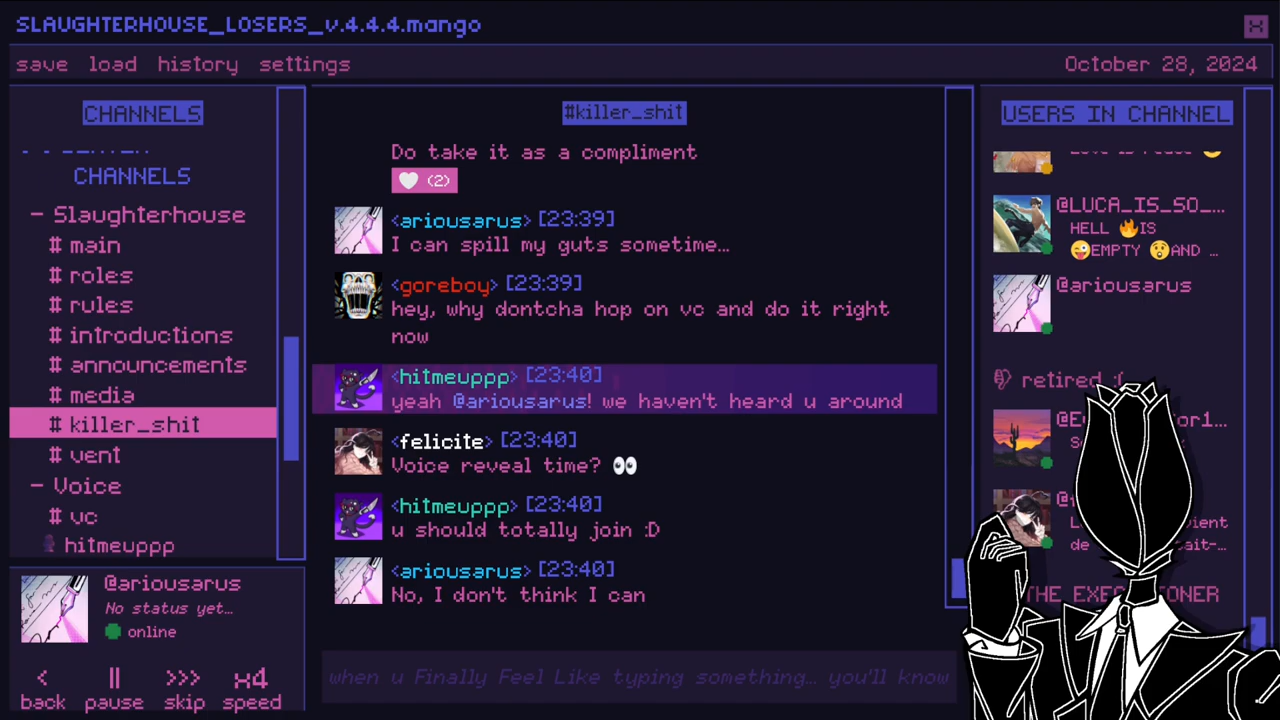 SLAUGHTERHOUSE_LOSERS_v.4.4.4.mango
x
save load history settings
October 28, 2024
CHANNELS
CHANNELS
- Slaughterhouse
# main
# roles
# rules
# introductions
# announcements
# media
# killer_shit
# vent
- Voice
# vc
hitmeuppp
@ariousarus
No status yet...
online
< || >>> x4
back pause skip speed
#killer_shit
Do take it as a compliment
🤍 (2)
<ariousarus> [23:39]
I can spill my guts sometime...
<goreboy> [23:39]
hey, why dontcha hop on vc and do it right
now
<hitmeuppp> [23:40]
yeah @ariousarus! we haven't heard u around
<felicite> [23:40]
Voice reveal time? 👀
<hitmeuppp> [23:40]
u should totally join :D
<ariousarus> [23:40]
No, I don't think I can
when u Finally Feel Like typing something... you'll know
USERS IN CHANNEL
@LUCA_IS_SO_...
HELL 🔥IS
😜EMPTY 😲AND ...
@ariousarus
retired :(
THE EXECUTIONER